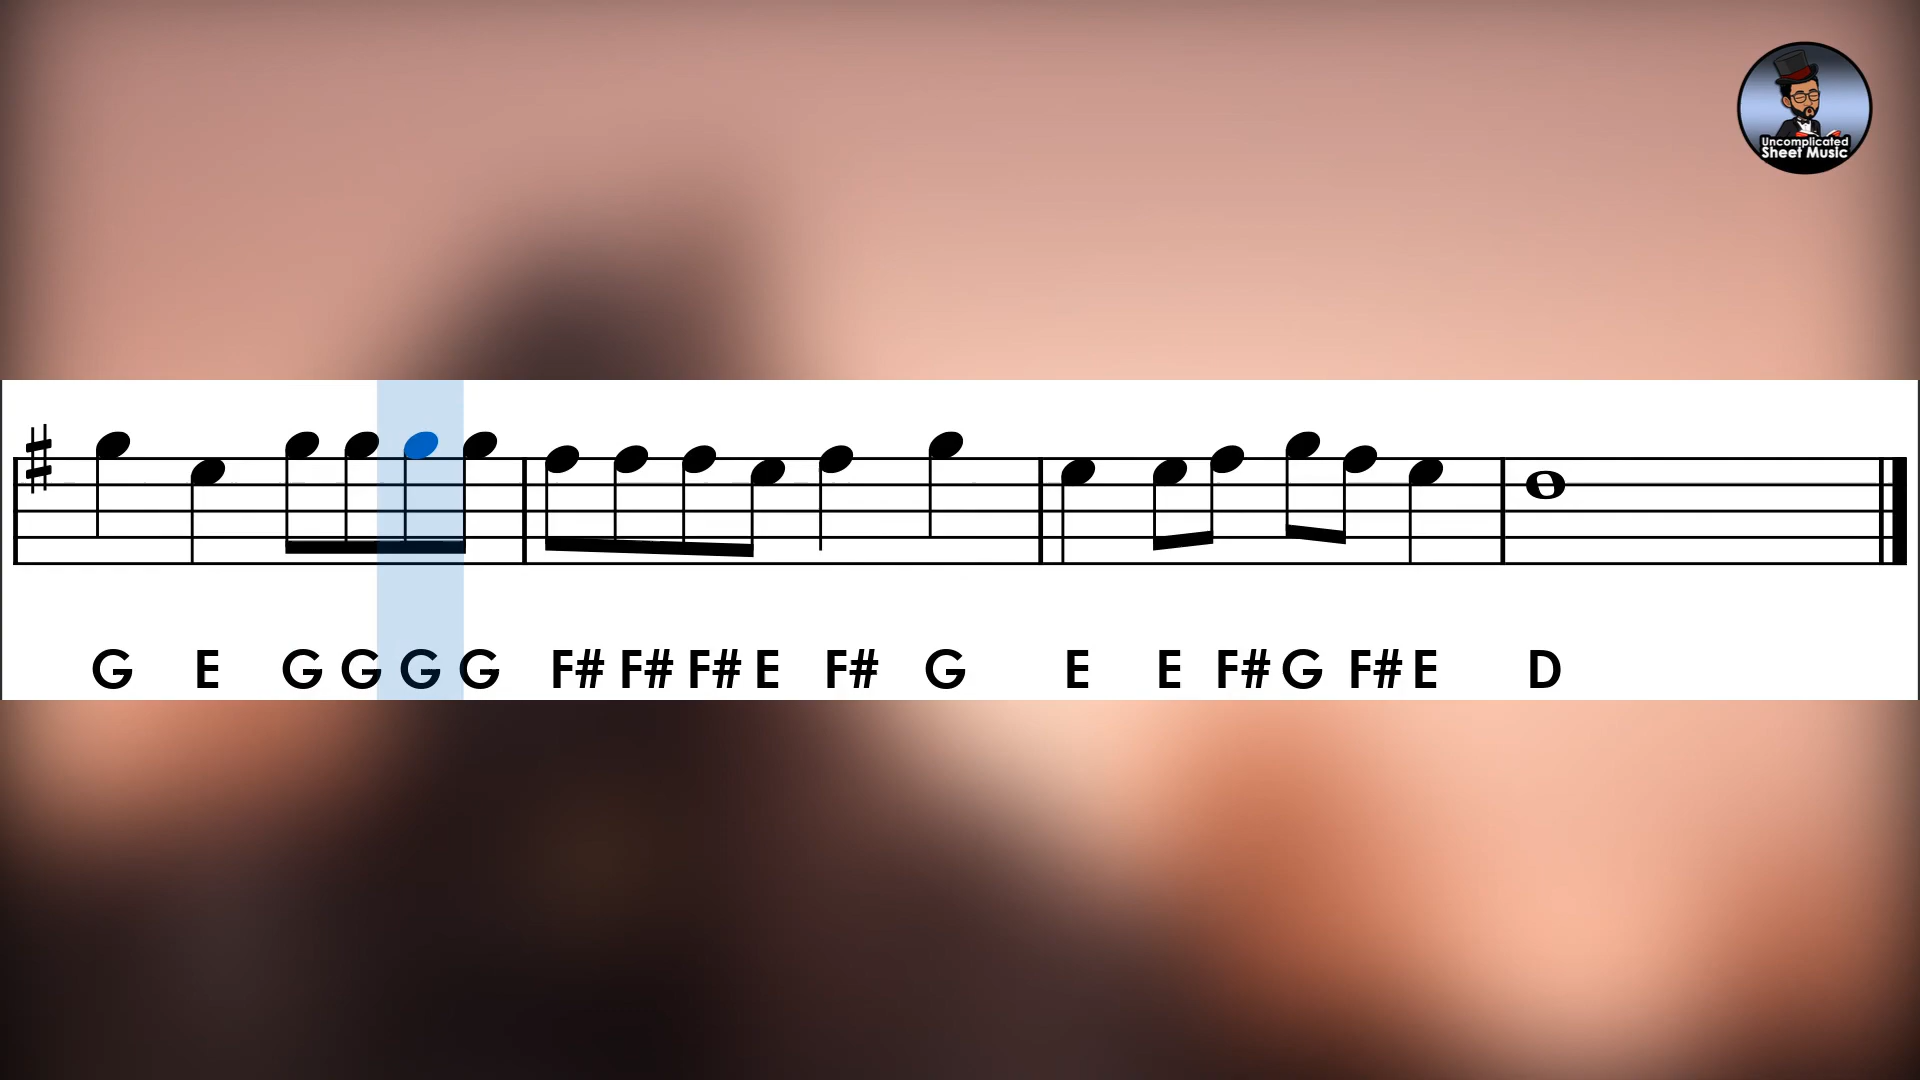 Uncomplicated
Sheet Music
G E G G G G F# F# F# E F# G E E F# G F# E D